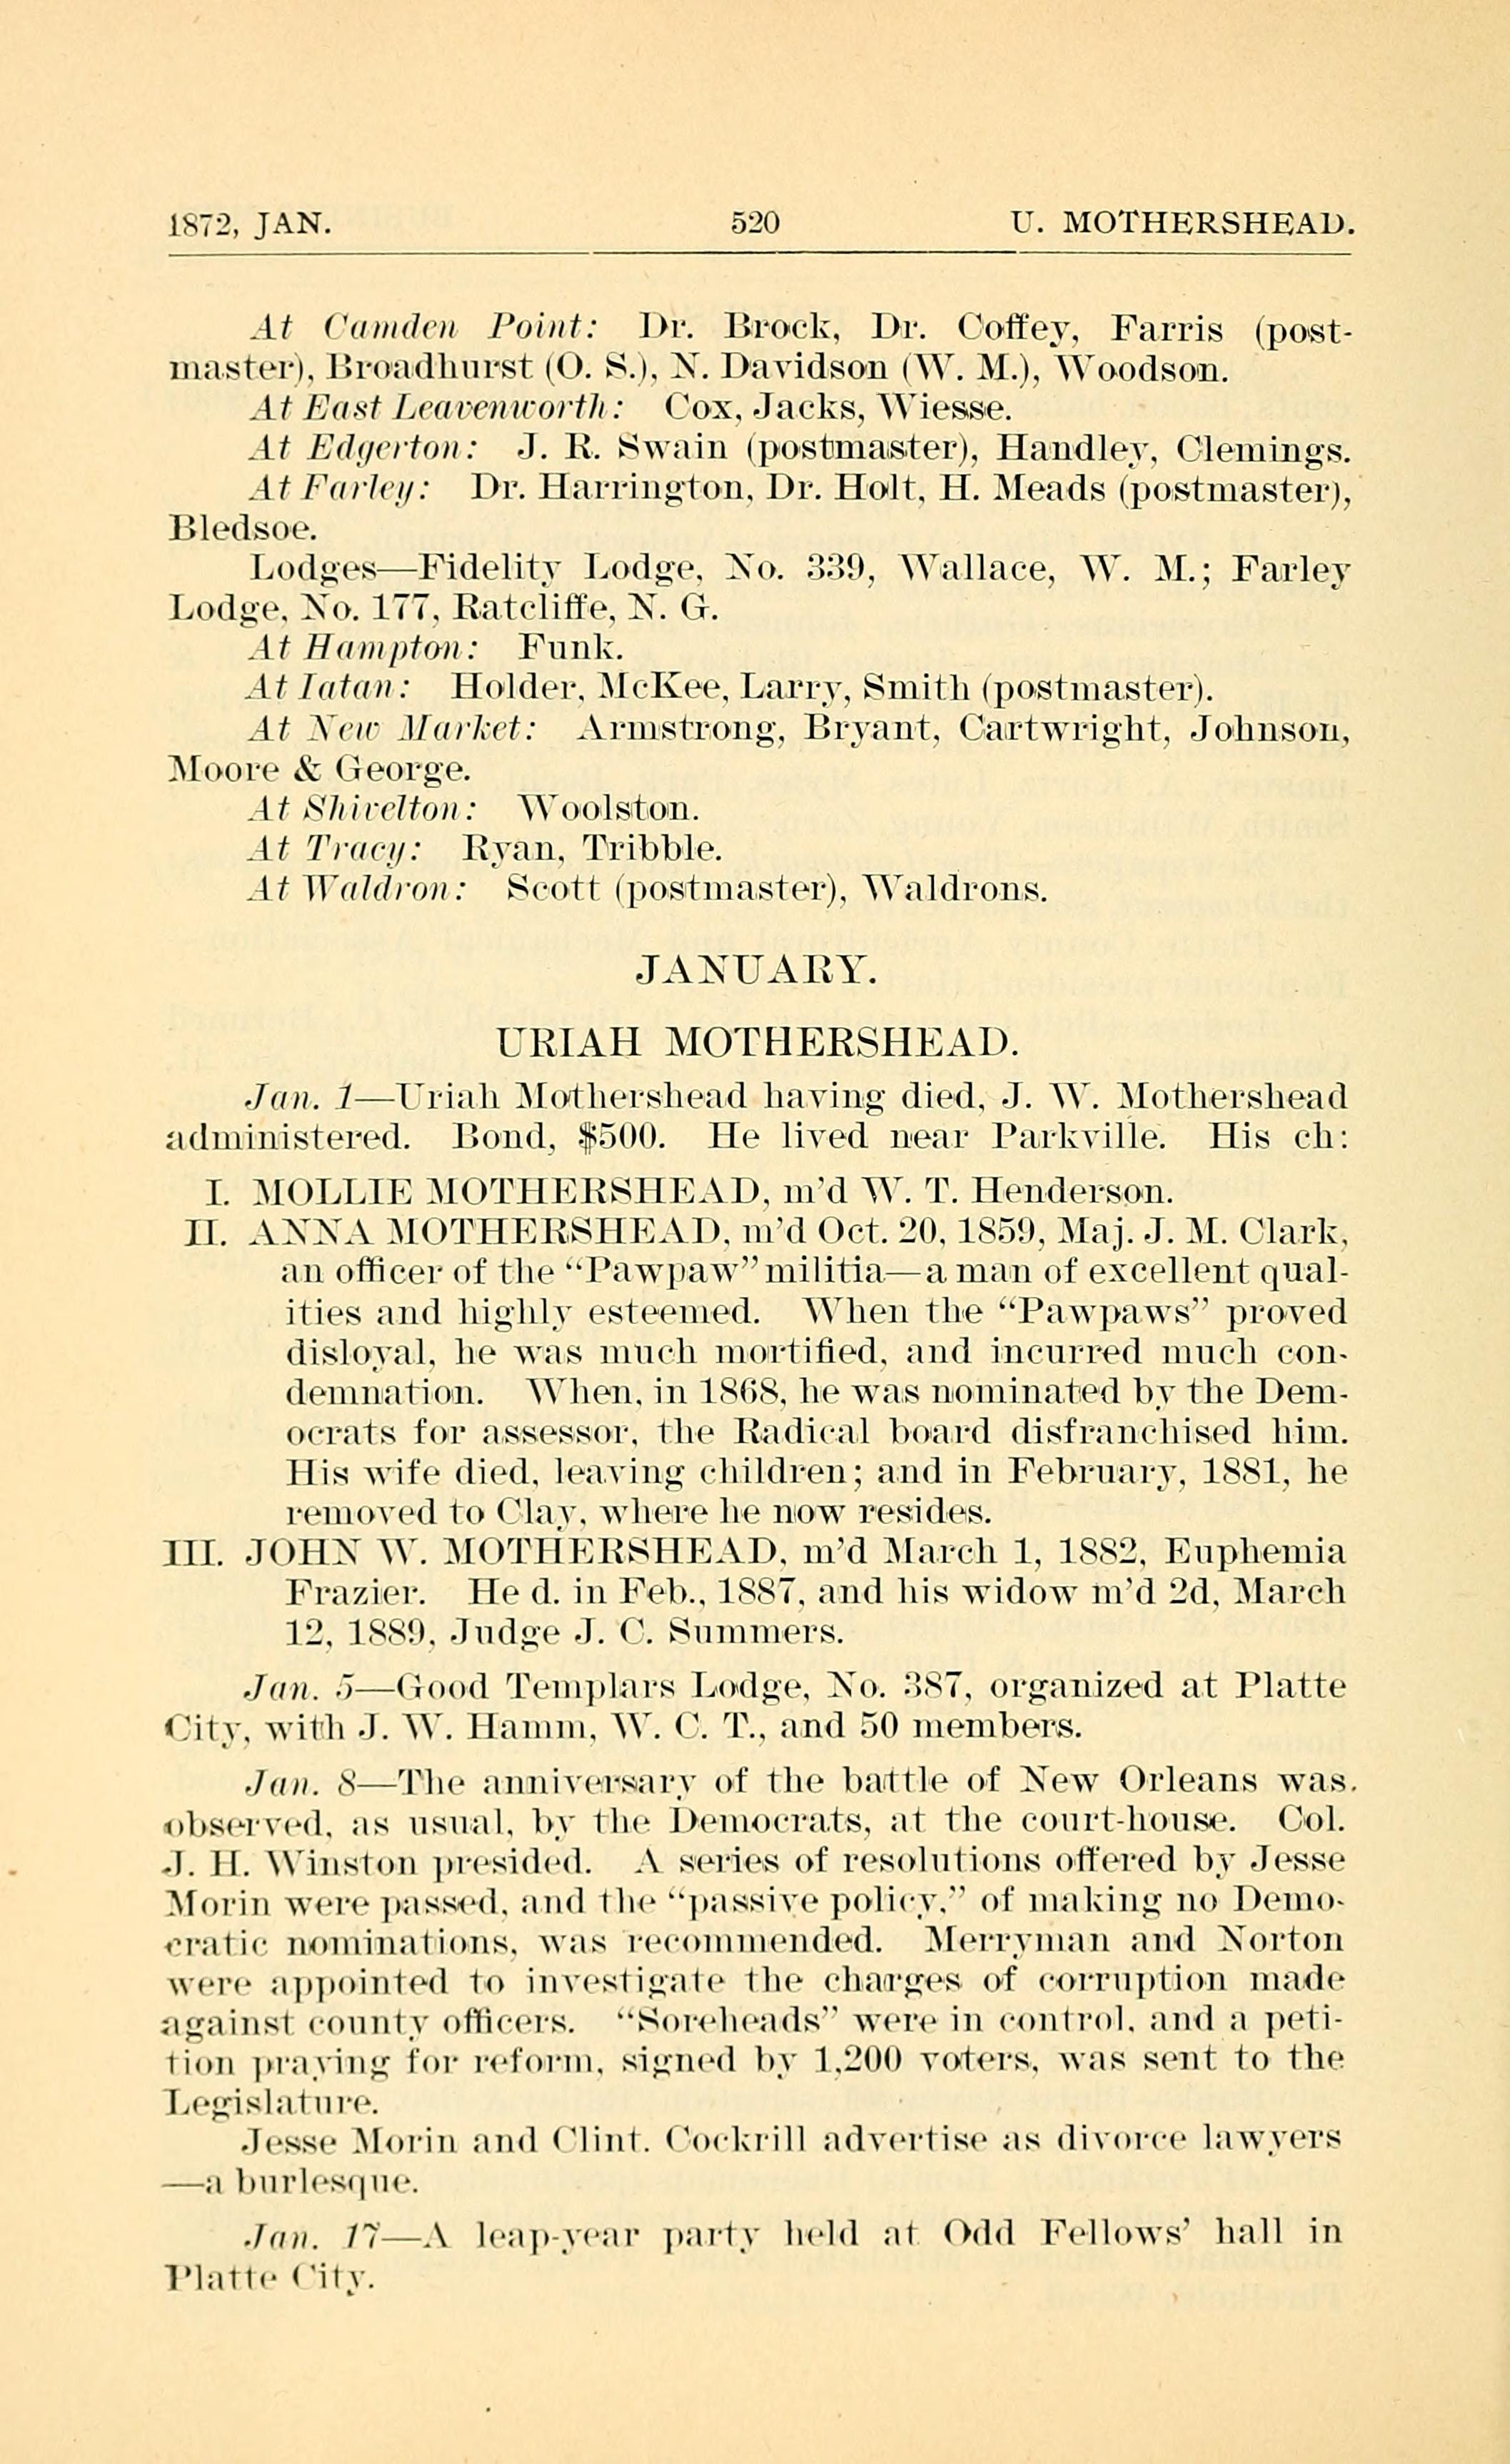 1872, JAN. 520 U. MOTHERSHEAD.
At Camden Point: Dr. Brock, Dr. Coffey, Farris (post-
master), Broadhurst (O. S.), N. Davidson (W. M.), Woodson.
At East Leavenworth: Cox, Jacks, Wiesse.
At Edgerton: J. R. Swain (postmaster), Handley, Clemings.
At Farley: Dr. Harrington, Dr. Holt, H. Meads (postmaster),
Bledsoe.
Lodges—Fidelity Lodge, No. 339, Wallace, W. M.; Farley
Lodge, No. 177, Ratcliffe, N. G.
At Hampton: Funk.
At Iatan: Holder, McKee, Larry, Smith (postmaster).
At New Market: Armstrong, Bryant, Cartwright, Johnson,
Moore & George.
At Shivelton: Woolston.
At Tracy: Ryan, Tribble.
At Waldron: Scott (postmaster), Waldrons.
JANUARY.
URIAH MOTHERSHEAD.
Jan. 1—Uriah Mothershead having died, J. W. Mothershead
administered. Bond, $500. He lived near Parkville. His ch:
I. MOLLIE MOTHERSHEAD, m'd W. T. Henderson.
II. ANNA MOTHERSHEAD, m'd Oct. 20, 1859, Maj. J. M. Clark,
an officer of the "Pawpaw" militia—a man of excellent qual-
ities and highly esteemed. When the "Pawpaws" proved
disloyal, he was much mortified, and incurred much con-
demnation. When, in 1868, he was nominated by the Dem-
ocrats for assessor, the Radical board disfranchised him.
His wife died, leaving children; and in February, 1881, he
removed to Clay, where he now resides.
III. JOHN W. MOTHERSHEAD, m'd March 1, 1882, Euphemia
Frazier. He d. in Feb., 1887, and his widow m'd 2d, March
12, 1889, Judge J. C. Summers.
Jan. 5—Good Templars Lodge, No. 387, organized at Platte
City, with J. W. Hamm, W. C. T., and 50 members.
Jan. 8—The anniversary of the battle of New Orleans was.
observed, as usual, by the Democrats, at the court-house. Col.
J. H. Winston presided. A series of resolutions offered by Jesse
Morin were passed, and the "passive policy," of making no Demo-
cratic nominations, was recommended. Merryman and Norton
were appointed to investigate the charges of corruption made
against county officers. "Soreheads" were in control, and a peti-
tion praying for reform, signed by 1,200 voters, was sent to the
Legislature.
Jesse Morin and Clint. Cockrill advertise as divorce lawyers
—a burlesque.
Jan. 17—A leap-year party held at Odd Fellows' hall in
Platte City.